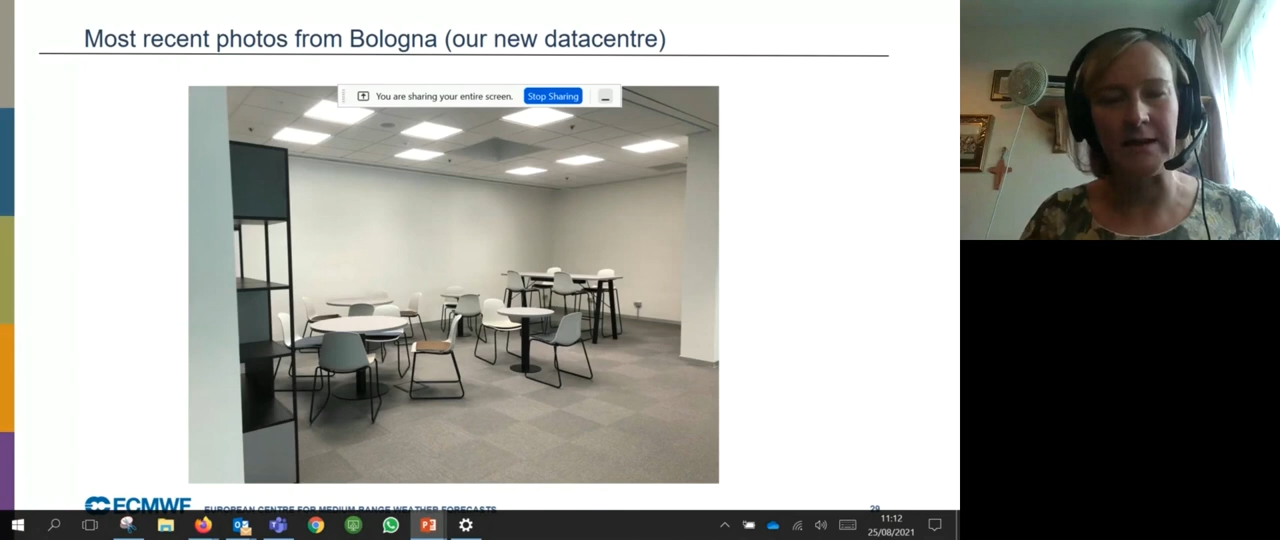 Most recent photos from Bologna (our new datacentre)
You are sharing your entire screen.
Stop Sharing
ECMWF
EUROPEAN CENTRE FOR MEDIUM-RANGE WEATHER FORECASTS
29
11:12
25/08/2021